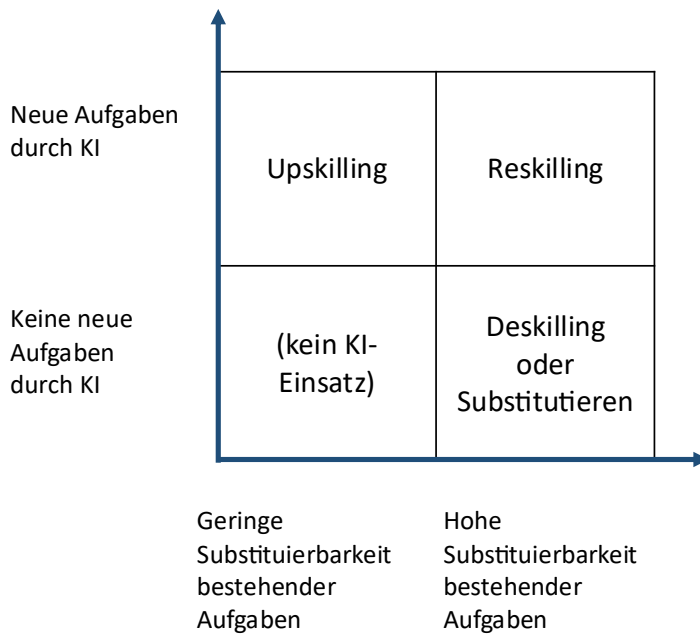 Neue Aufgaben
durch KI
Upskilling
Reskilling
Keine neue
Aufgaben
durch KI
(kein KI-
Einsatz)
Deskilling
oder
Substitutieren
Geringe
Substituierbarkeit
bestehender
Aufgaben
Hohe
Substituierbarkeit
bestehender
Aufgaben